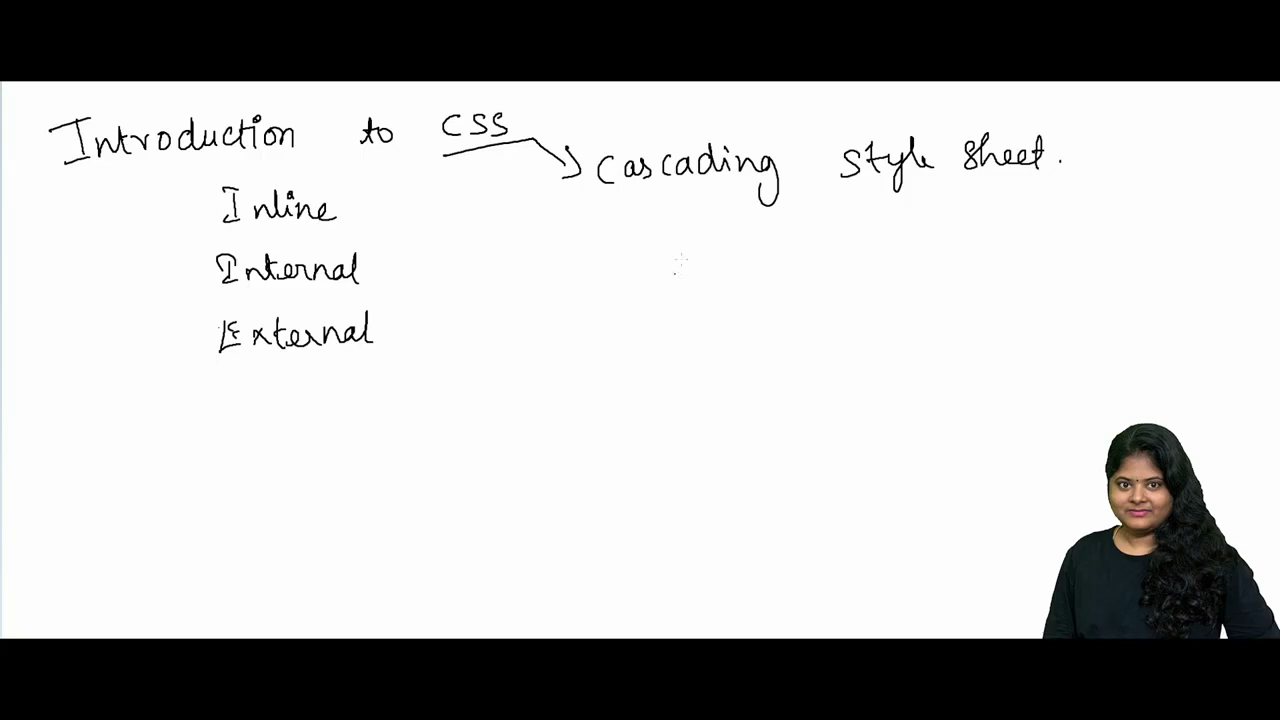 Introduction to CSS
Cascading Style Sheet.
Inline
Internal
External